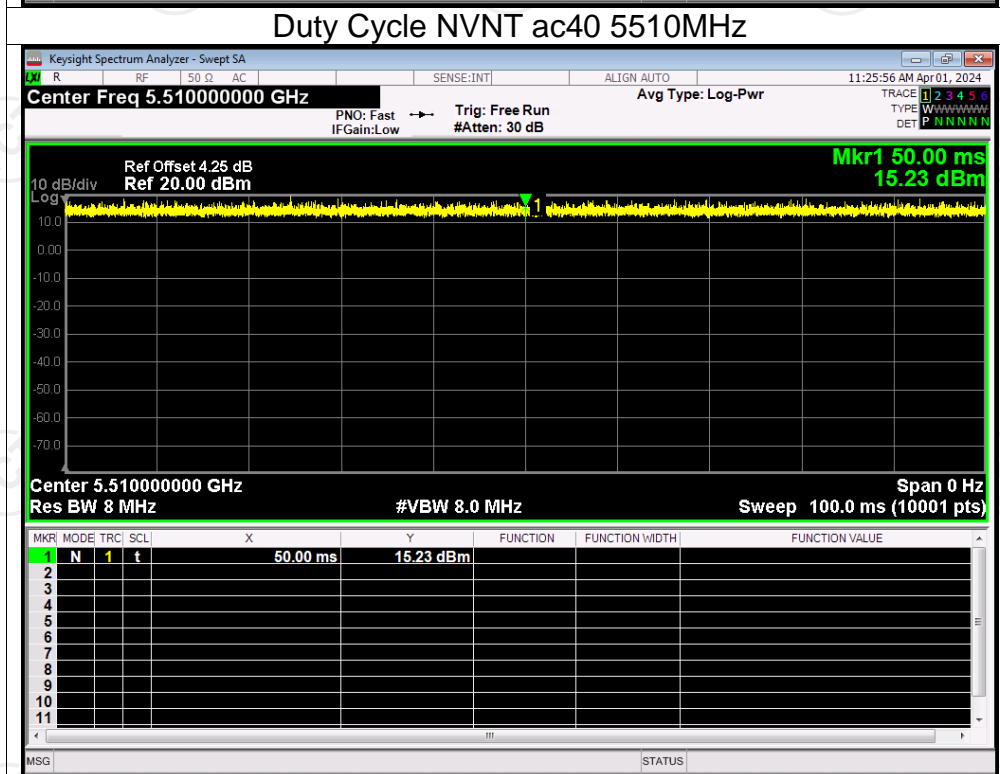 Duty Cycle NVNT ac40 5510MHz
Keysight Spectrum Analyzer - Swept SA
LXI R RF 50 Ω AC SENSE:INT ALIGN AUTO 11:25:56 AM Apr 01, 2024
Center Freq 5.510000000 GHz Avg Type: Log-Pwr TRACE 1 2 3 4 5 6
PNO: Fast Trig: Free Run TYPE WWWWWW
IFGain:Low #Atten: 30 dB DET P N N N N N
Mkr1 50.00 ms
Ref Offset 4.25 dB
10 dB/div Ref 20.00 dBm 15.23 dBm
Log
1
10.0
0.00
-10.0
-20.0
-30.0
-40.0
-50.0
-60.0
-70.0
Center 5.510000000 GHz Span 0 Hz
Res BW 8 MHz #VBW 8.0 MHz Sweep 100.0 ms (10001 pts)
MKR MODE TRC SCL X Y FUNCTION FUNCTION WIDTH FUNCTION VALUE
1 N 1 t 50.00 ms 15.23 dBm
2
3
4
5
6
7
8
9
10
11
MSG STATUS